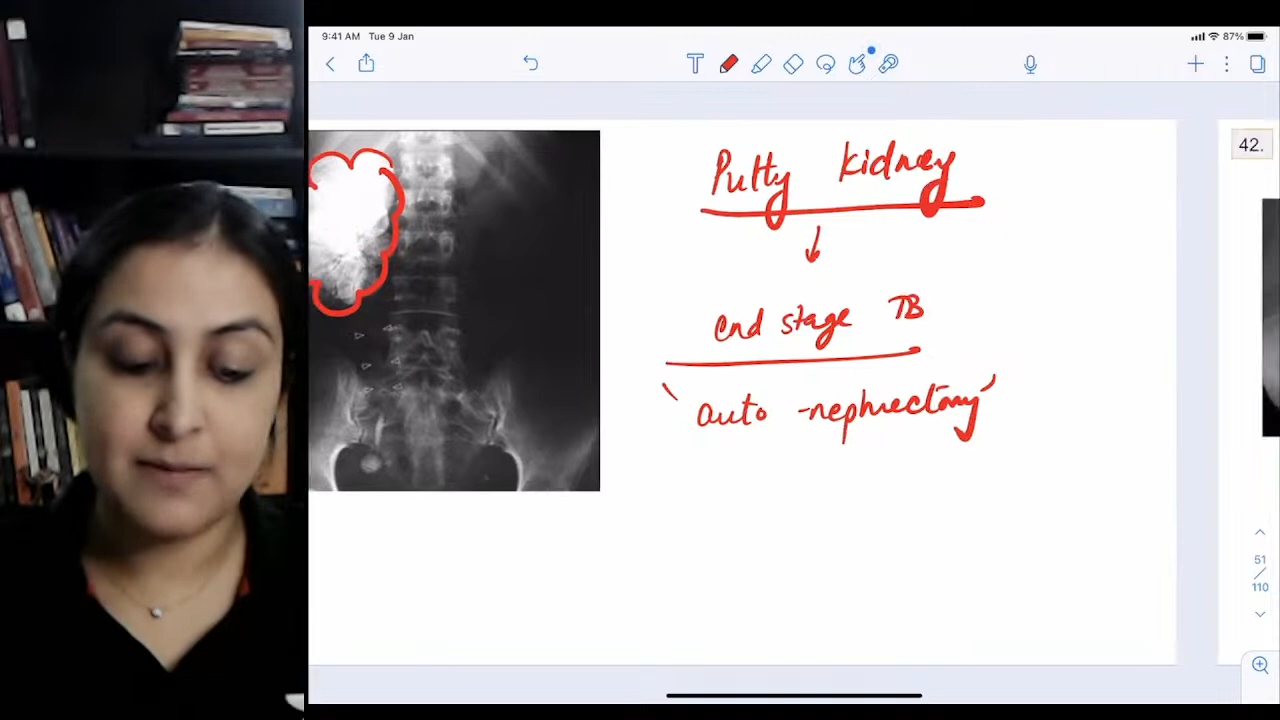 9:41 AM Tue 9 Jan
87%
T
Putty kidney
42.
End stage TB
'auto-nephrectomy'
51
110